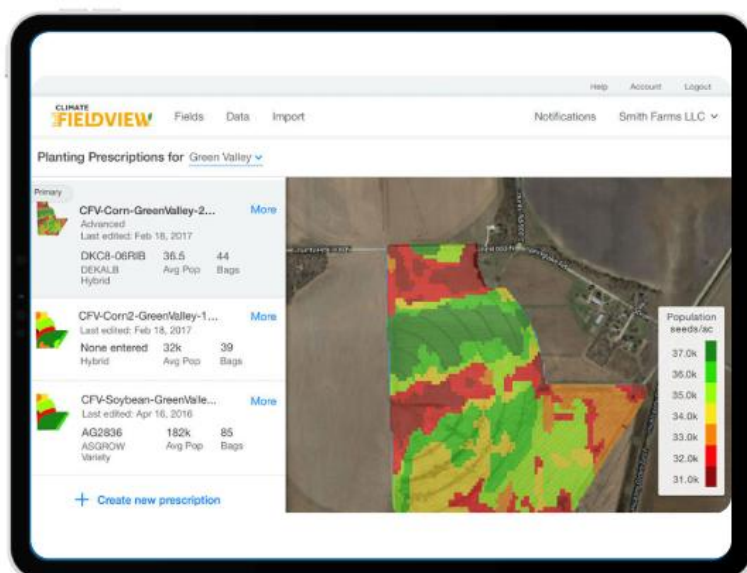 Help Account Logout
CLIMATE
FIELDVIEW
Fields Data Import
Notifications Smith Farms LLC
Planting Prescriptions for Green Valley
Primary
CFV-Corn-GreenValley-2... More
Advanced
Last edited: Feb 18, 2017
DKC8-06RIB 36.5 44
DEKALB Avg Pop Bags
Hybrid
CFV-Corn2-GreenValley-1... More
Last edited: Feb 18, 2017
None entered 32k 39
Hybrid Avg Pop Bags
CFV-Soybean-GreenValle... More
Last edited: Apr 16, 2016
AG2836 182k 85
ASGROW Avg Pop Bags
Variety
+ Create new prescription
Population
seeds/ac
37.0k
36.0k
35.0k
34.0k
33.0k
32.0k
31.0k